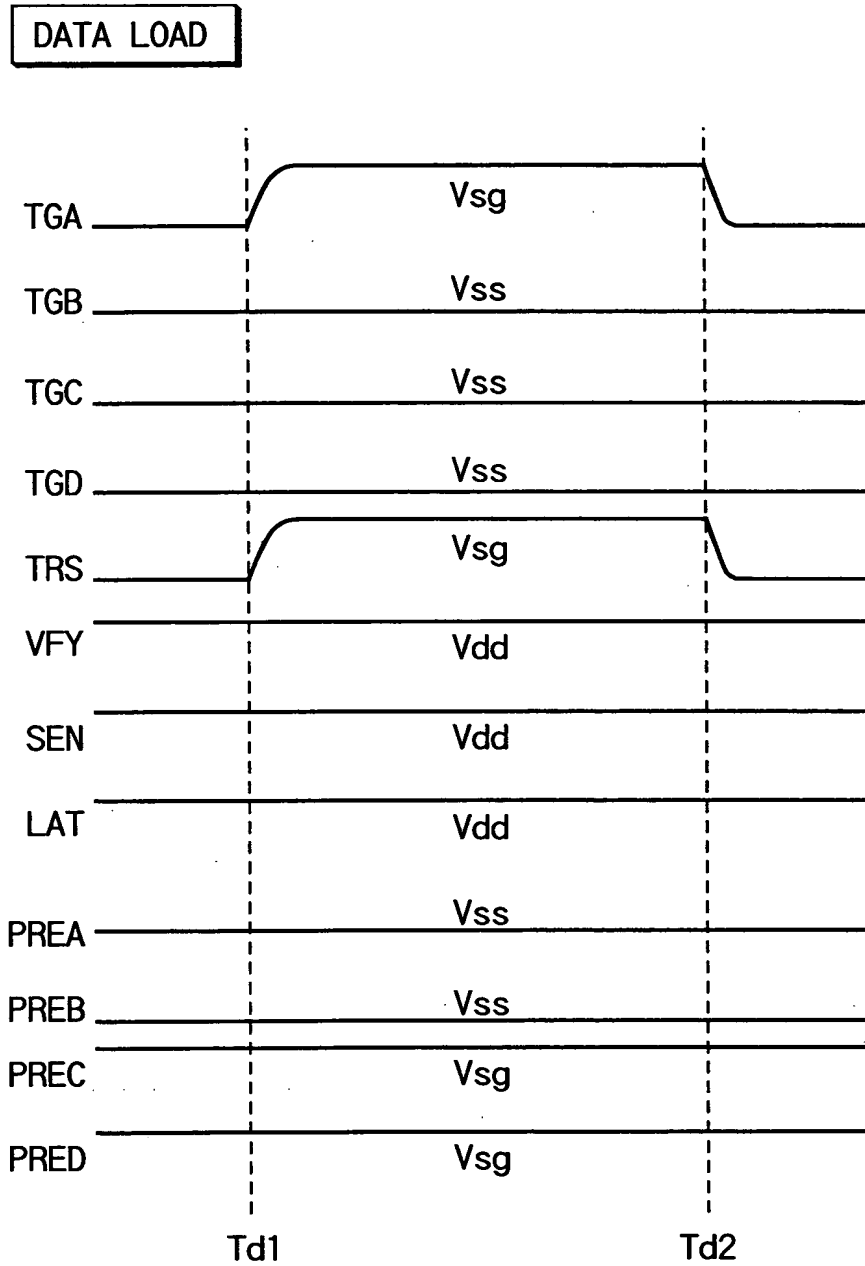 DATA LOAD
TGA Vsg
TGB Vss
TGC Vss
TGD Vss
TRS Vsg
VFY Vdd
SEN Vdd
LAT Vdd
PREA Vss
PREB Vss
PREC Vsg
PRED Vsg
Td1 Td2